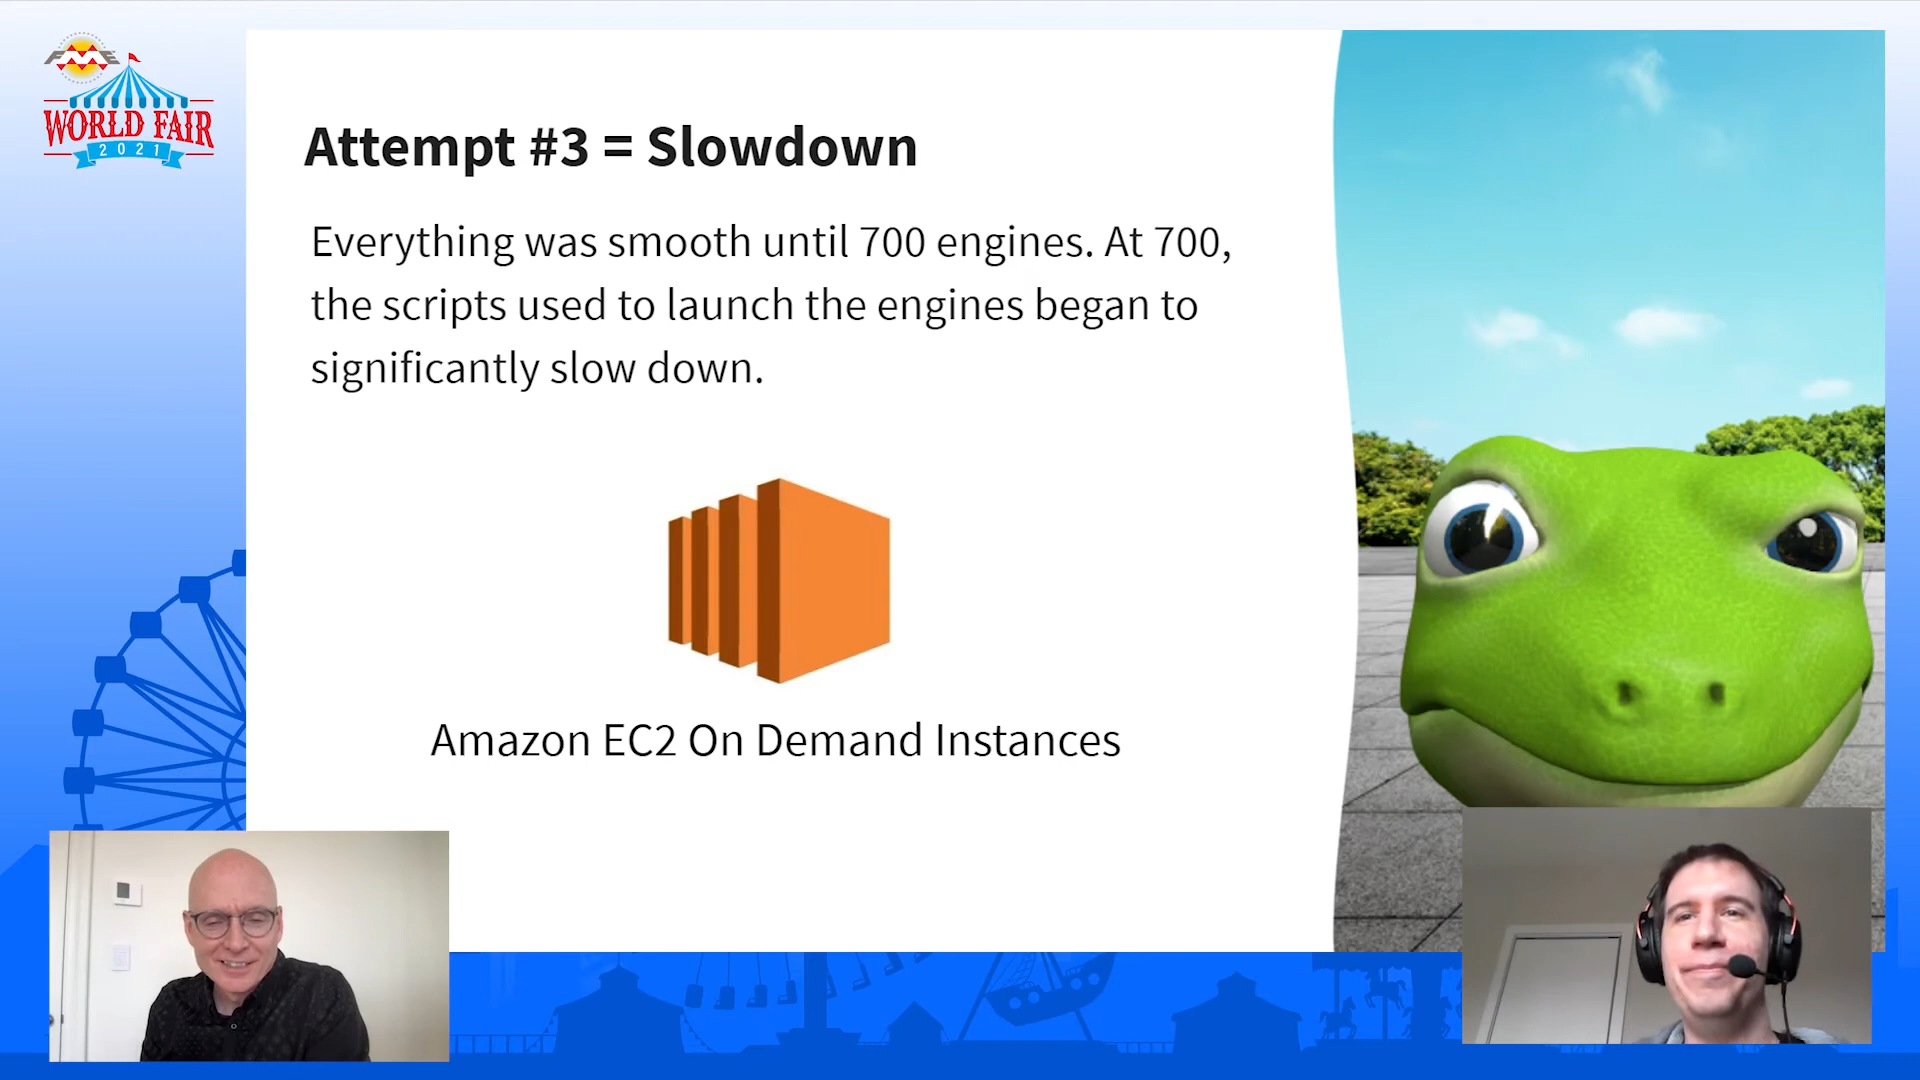 FME
WORLD FAIR
2021
Attempt #3 = Slowdown
Everything was smooth until 700 engines. At 700,
the scripts used to launch the engines began to
significantly slow down.
Amazon EC2 On Demand Instances